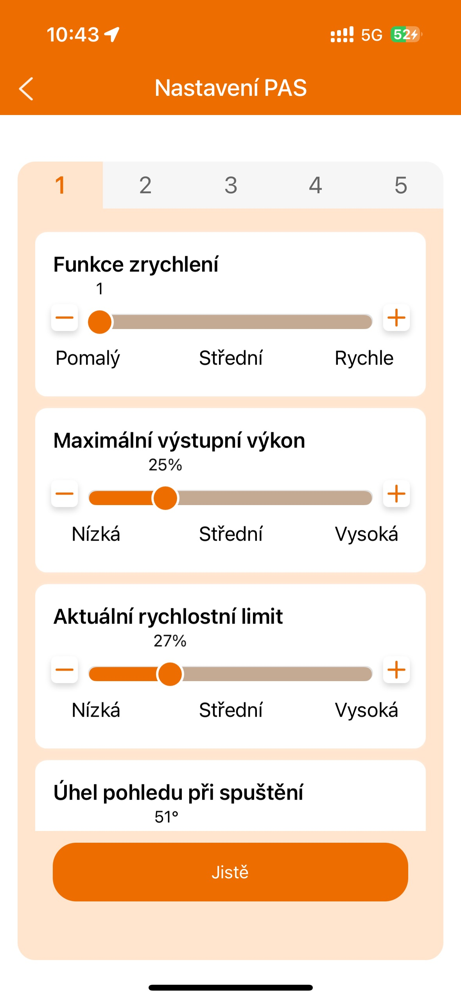 10:43 5G 52
Nastavení PAS
1 2 3 4 5
Funkce zrychlení
1
Pomalý Střední Rychle
Maximální výstupní výkon
25%
Nízká Střední Vysoká
Aktuální rychlostní limit
27%
Nízká Střední Vysoká
Úhel pohledu při spuštění
51°
Jistě